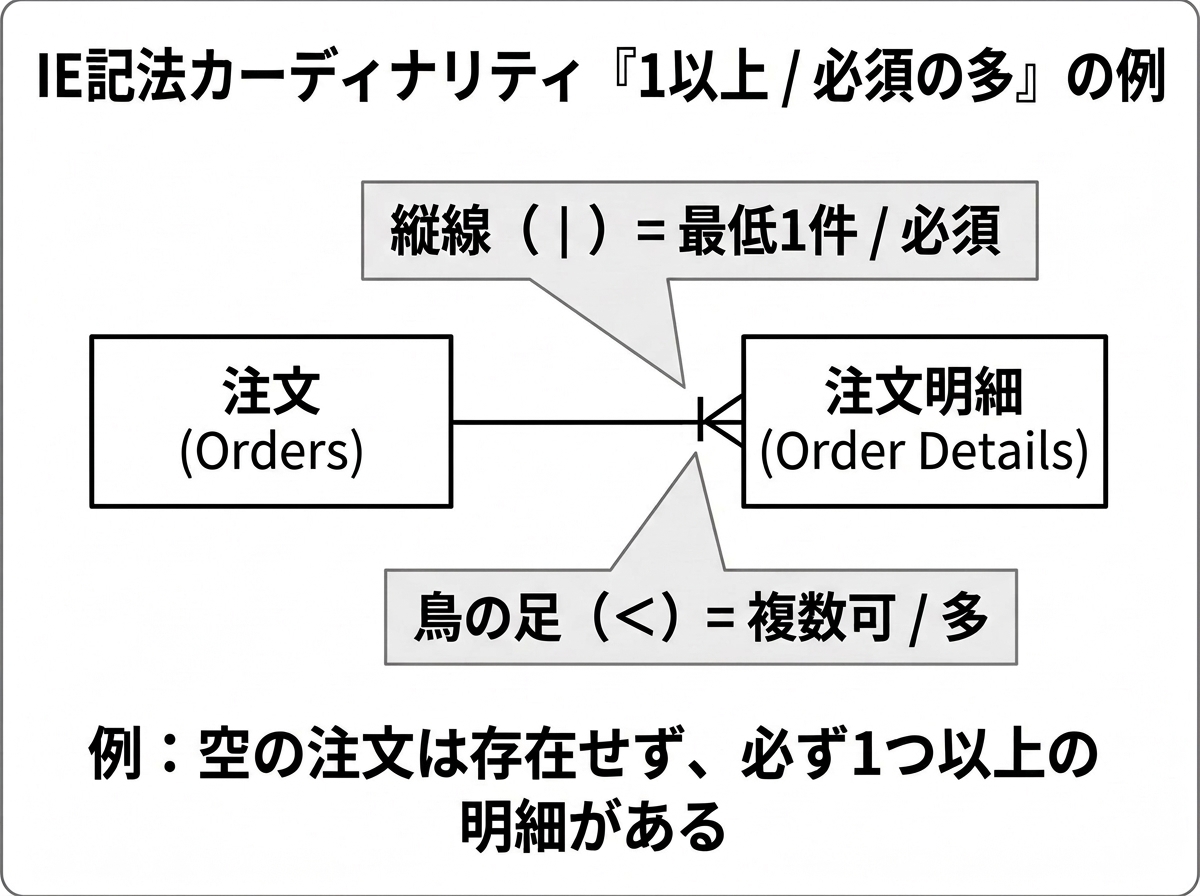 IE記法カーディナリティ『1以上 / 必須の多』の例
縦線（ | ）= 最低1件 / 必須
注文
(Orders)
注文明細
(Order Details)
鳥の足（<）= 複数可 / 多
例：空の注文は存在せず、必ず1つ以上の
明細がある